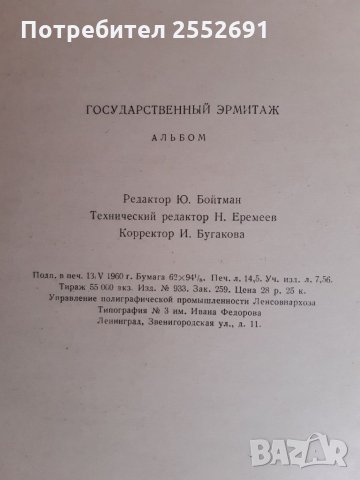 Потребител 2552691
ГОСУДАРСТВЕННЫЙ ЭРМИТАЖ
АЛЬБОМ
Редактор Ю. Бойтман
Технический редактор Н. Еремеев
Корректор И. Бугакова
Подп. в печ. 13/V 1960 г. Бумага 62×94¹/₈. Печ. л. 14,5. Уч. изд. л. 7,56.
Тираж 55 000 экз. Изд. № 933. Зак. 259. Цена 28 р. 25 к.
Управление полиграфической промышленности Ленсовнархоза
Типография № 3 им. Ивана Федорова
Ленинград, Звенигородская ул., д. 11.
BAZAR
bg